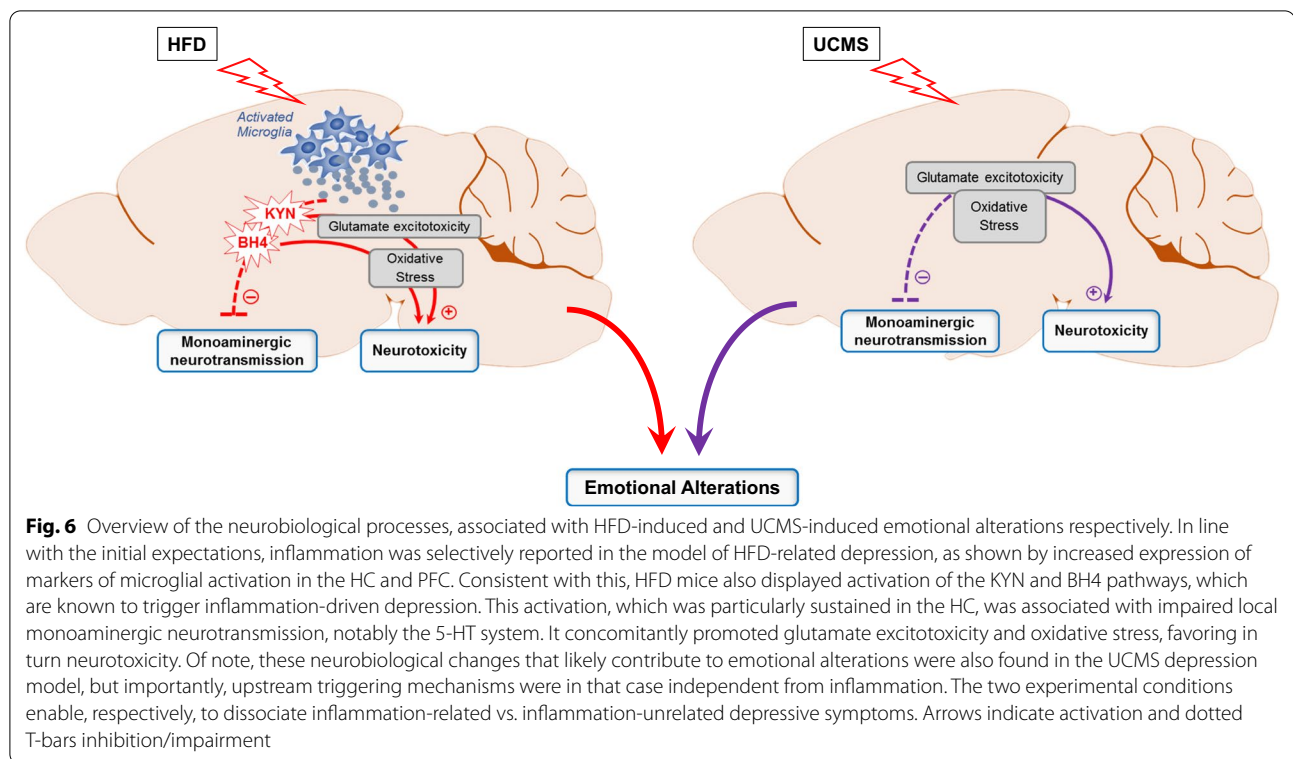 HFD
UCMS
Activated
Microglia
KYN
BH4
Glutamate excitotoxicity
Oxidative
Stress
⊖
⊕
Monoaminergic
neurotransmission
Neurotoxicity
Glutamate excitotoxicity
Oxidative
Stress
⊖
⊕
Monoaminergic
neurotransmission
Neurotoxicity
Emotional Alterations
Fig. 6 Overview of the neurobiological processes, associated with HFD-induced and UCMS-induced emotional alterations respectively. In line
with the initial expectations, inflammation was selectively reported in the model of HFD-related depression, as shown by increased expression of
markers of microglial activation in the HC and PFC. Consistent with this, HFD mice also displayed activation of the KYN and BH4 pathways, which
are known to trigger inflammation-driven depression. This activation, which was particularly sustained in the HC, was associated with impaired local
monoaminergic neurotransmission, notably the 5-HT system. It concomitantly promoted glutamate excitotoxicity and oxidative stress, favoring in
turn neurotoxicity. Of note, these neurobiological changes that likely contribute to emotional alterations were also found in the UCMS depression
model, but importantly, upstream triggering mechanisms were in that case independent from inflammation. The two experimental conditions
enable, respectively, to dissociate inflammation-related vs. inflammation-unrelated depressive symptoms. Arrows indicate activation and dotted
T-bars inhibition/impairment